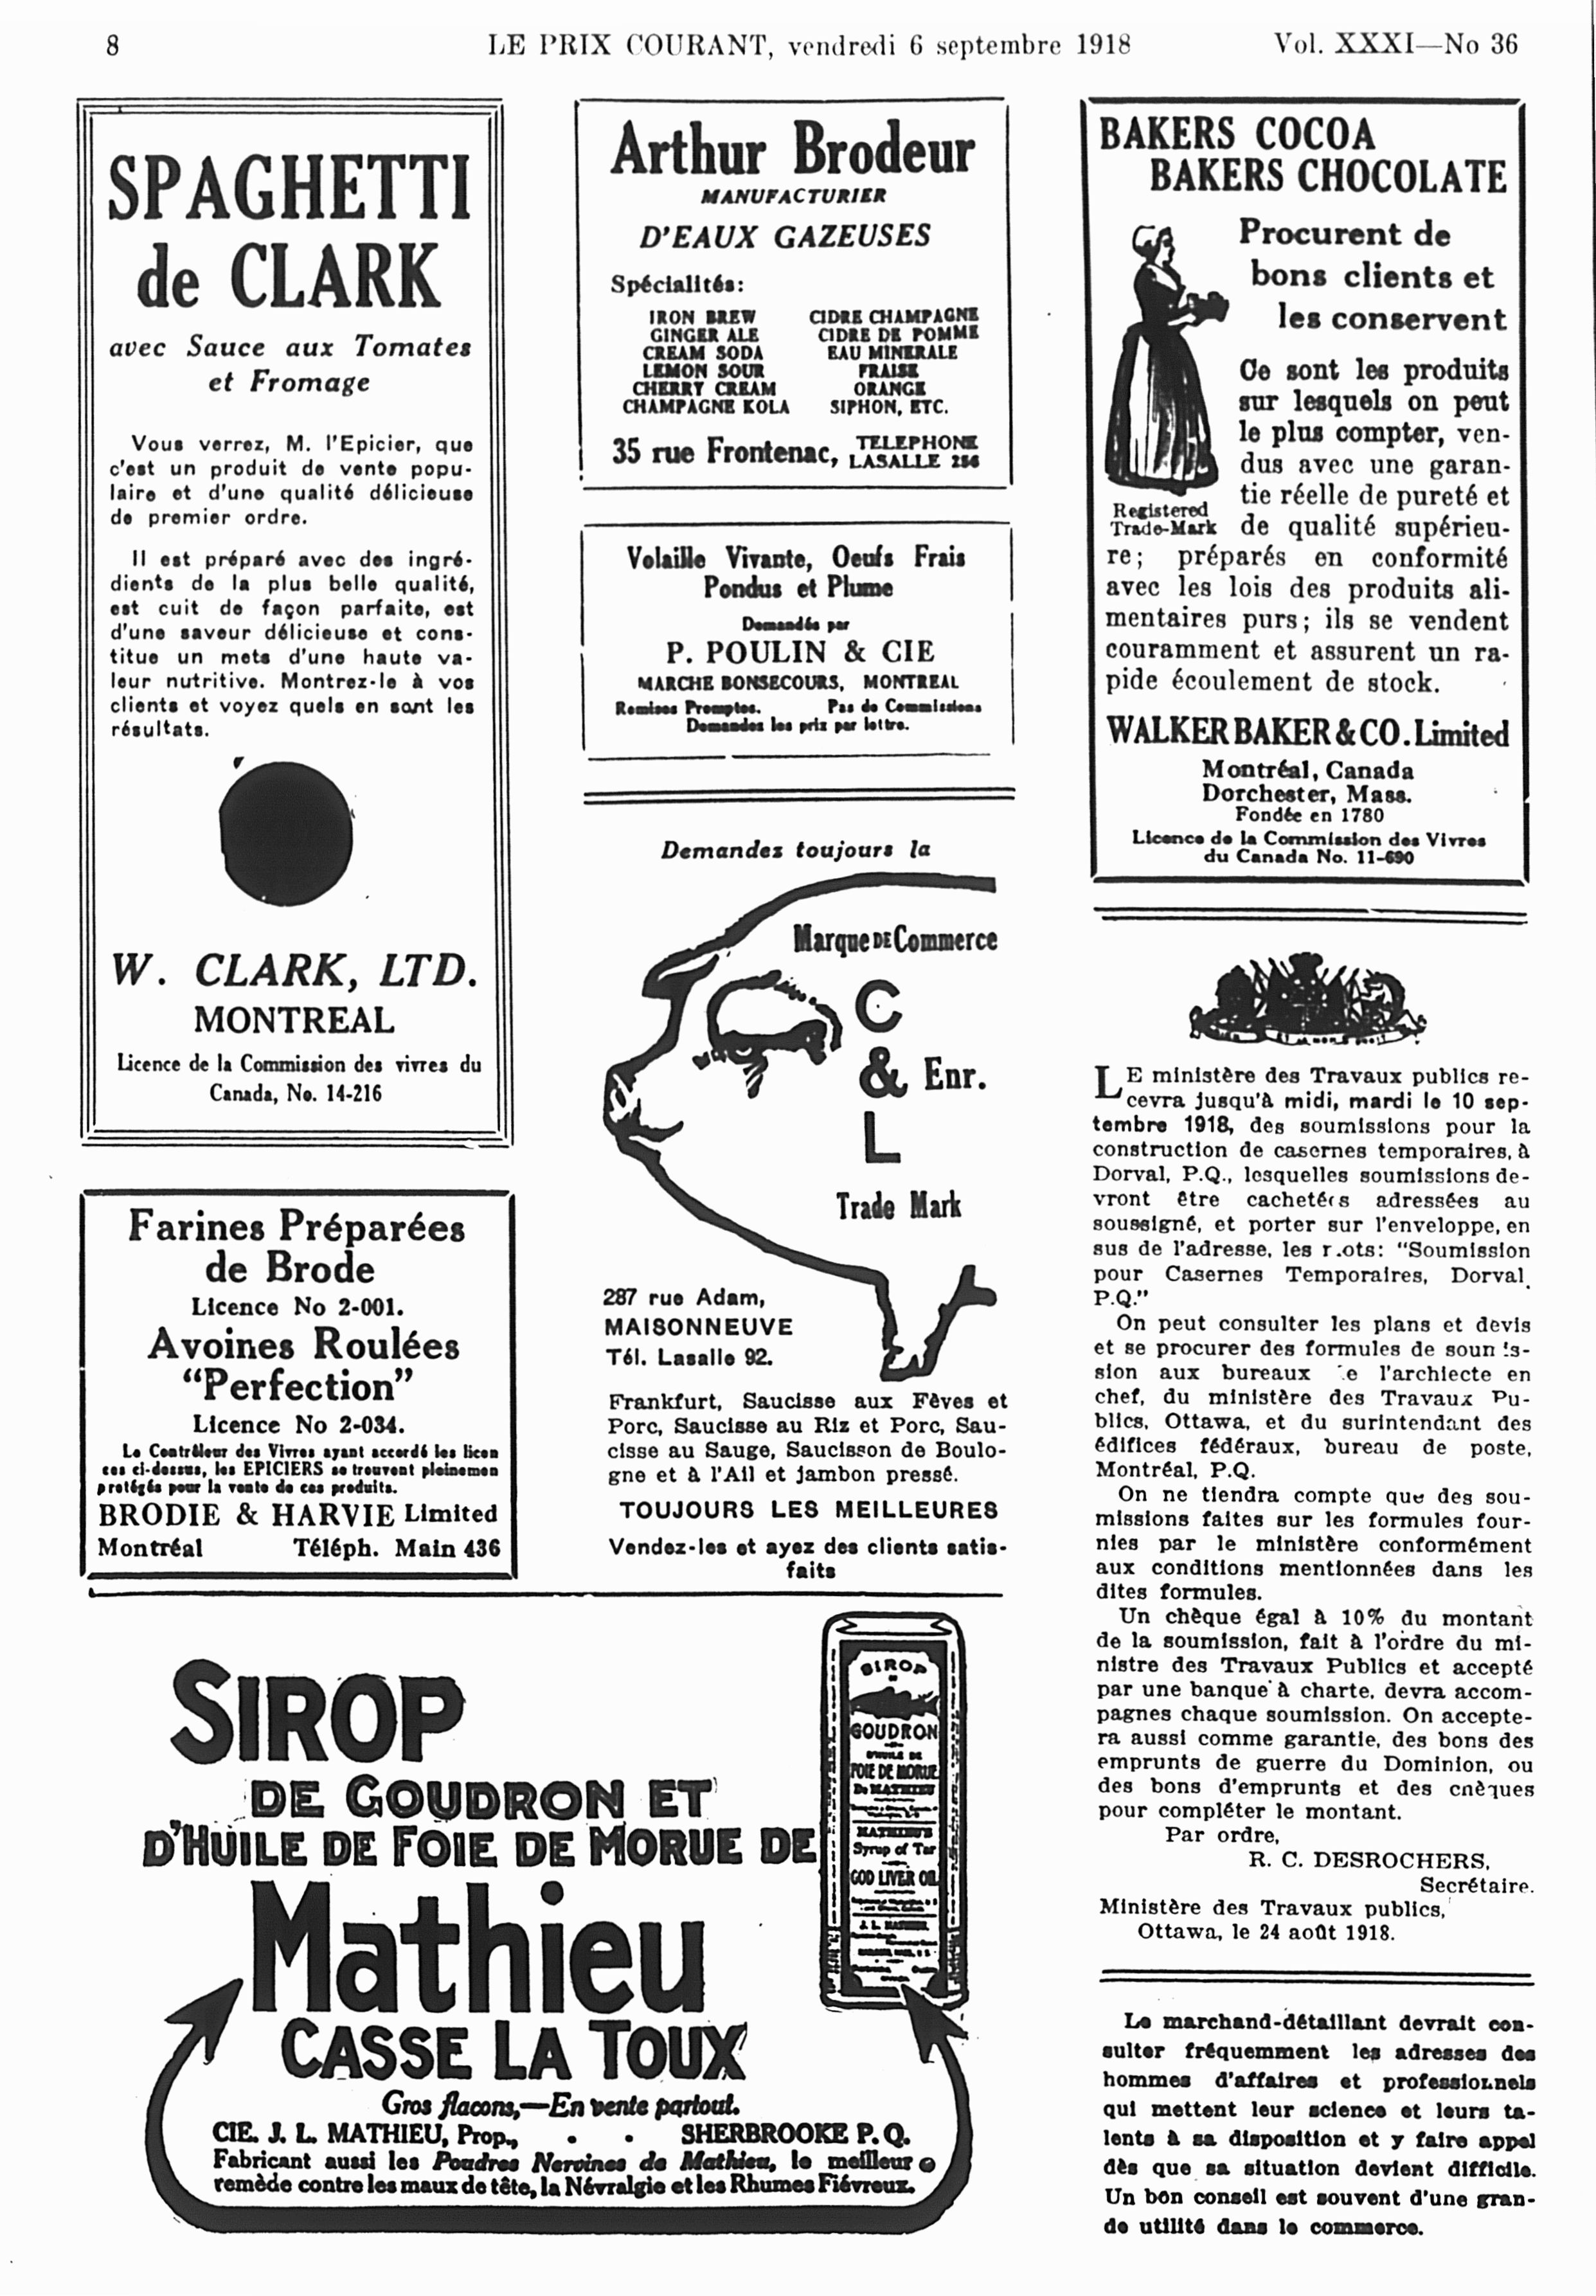 8
LE PRIX COURANT, vendredi 6 septembre 1918
Vol. XXXI—No 36
SPAGHETTI
de CLARK
avec Sauce aux Tomates
et Fromage
Vous verrez, M. l'Epicier, que
c'est un produit de vente popu-
laire et d'une qualité délicieuse
de premier ordre.
Il est préparé avec des ingré-
dients de la plus belle qualité,
est cuit de façon parfaite, est
d'une saveur délicieuse et cons-
titue un mets d'une haute va-
leur nutritive. Montrez-le à vos
clients et voyez quels en sont les
résultats.
W. CLARK, LTD.
MONTREAL
Licence de la Commission des vivres du
Canada, No. 14-216
Farines Préparées
de Brode
Licence No 2-001.
Avoines Roulées
"Perfection"
Licence No 2-034.
Le Contrôleur des Vivres ayant accordé les licen
ces ci-dessus, les EPICIERS se trouvent pleinemen
protégés pour la vente de ces produits.
BRODIE & HARVIE Limited
Montréal Téléph. Main 436
Arthur Brodeur
MANUFACTURIER
D'EAUX GAZEUSES
Spécialités:
IRON BREW CIDRE CHAMPAGNE
GINGER ALE CIDRE DE POMME
CREAM SODA EAU MINERALE
LEMON SOUR FRAISE
CHERRY CREAM ORANGE
CHAMPAGNE KOLA SIPHON, ETC.
35 rue Frontenac, TELEPHONE
LASALLE 256
Volaille Vivante, Oeufs Frais
Pondus et Plume
Demandés par
P. POULIN & CIE
MARCHE BONSECOURS, MONTREAL
Remises Promptes. Pas de Commissions
Demandes les prix par lettre.
Demandez toujours la
Marque DE Commerce
C
& Enr.
L
Trade Mark
287 rue Adam,
MAISONNEUVE
Tél. Lasalle 92.
Frankfurt, Saucisse aux Fèves et
Porc, Saucisse au Riz et Porc, Sau-
cisse au Sauge, Saucisson de Boulo-
gne et à l'Ail et jambon pressé.
TOUJOURS LES MEILLEURES
Vendez-les et ayez des clients satis-
faits
SIROP
DE GOUDRON ET
D'HUILE DE FOIE DE MORUE DE
Mathieu
CASSE LA TOUX
Gros flacons,—En vente partout.
CIE. J. L. MATHIEU, Prop., . . SHERBROOKE P. Q.
Fabricant aussi les Poudres Nervines de Mathieu, le meilleur
remède contre les maux de tête, la Névralgie et les Rhumes Fiévreux.
SIROP
GOUDRON
D'HUILE DE
FOIE DE MORUE
De MATHIEU
MATHIEU'S
Syrup of Tar
COD LIVER OIL
J. L. MATHIEU
BAKERS COCOA
BAKERS CHOCOLATE
Procurent de
bons clients et
les conservent
Registered
Trade-Mark
Ce sont les produits
sur lesquels on peut
le plus compter, ven-
dus avec une garan-
tie réelle de pureté et
de qualité supérieu-
re; préparés en conformité
avec les lois des produits ali-
mentaires purs; ils se vendent
couramment et assurent un ra-
pide écoulement de stock.
WALKER BAKER & CO. Limited
Montréal, Canada
Dorchester, Mass.
Fondée en 1780
Licence de la Commission des Vivres
du Canada No. 11-690
LE ministère des Travaux publics re-
cevra jusqu'à midi, mardi le 10 sep-
tembre 1918, des soumissions pour la
construction de casernes temporaires, à
Dorval, P.Q., lesquelles soumissions de-
vront être cachetées adressées au
soussigné, et porter sur l'enveloppe, en
sus de l'adresse, les mots: "Soumission
pour Casernes Temporaires, Dorval,
P.Q."
On peut consulter les plans et devis
et se procurer des formules de soumis-
sion aux bureaux de l'archiecte en
chef, du ministère des Travaux Pu-
blics, Ottawa, et du surintendant des
édifices fédéraux, bureau de poste,
Montréal, P.Q.
On ne tiendra compte que des sou-
missions faites sur les formules four-
nies par le ministère conformément
aux conditions mentionnées dans les
dites formules.
Un chèque égal à 10% du montant
de la soumission, fait à l'ordre du mi-
nistre des Travaux Publics et accepté
par une banque à charte, devra accom-
pagnes chaque soumission. On accepte-
ra aussi comme garantie, des bons des
emprunts de guerre du Dominion, ou
des bons d'emprunts et des chèques
pour compléter le montant.
Par ordre,
R. C. DESROCHERS,
Secrétaire.
Ministère des Travaux publics,
Ottawa, le 24 août 1918.
Le marchand-détaillant devrait con-
sulter fréquemment les adresses des
hommes d'affaires et professionnels
qui mettent leur science et leurs ta-
lents à sa disposition et y faire appel
dès que sa situation devient difficile.
Un bon conseil est souvent d'une gran-
de utilité dans le commerce.